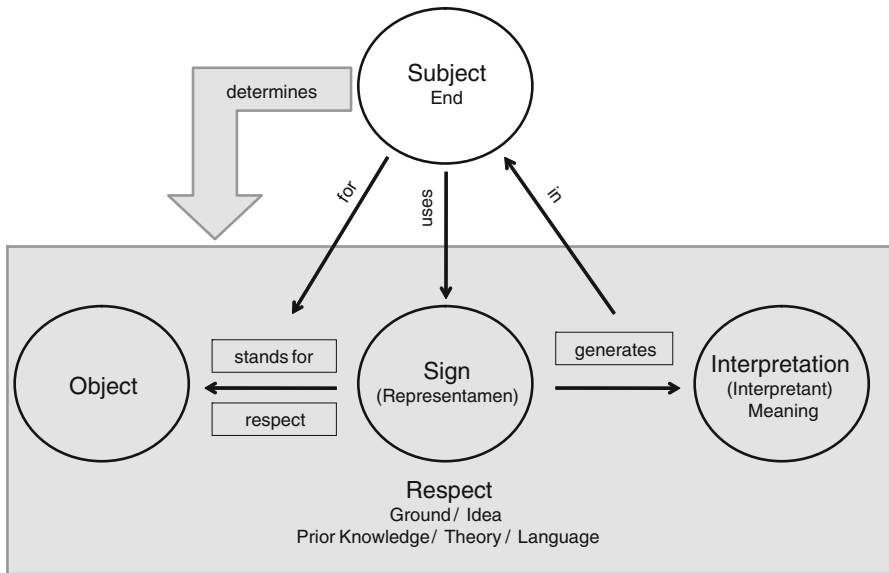 Subject
End
determines
for
uses
in
stands for
generates
Object
Sign
(Representamen)
Interpretation
(Interpretant)
Meaning
respect
Respect
Ground / Idea
Prior Knowledge / Theory / Language